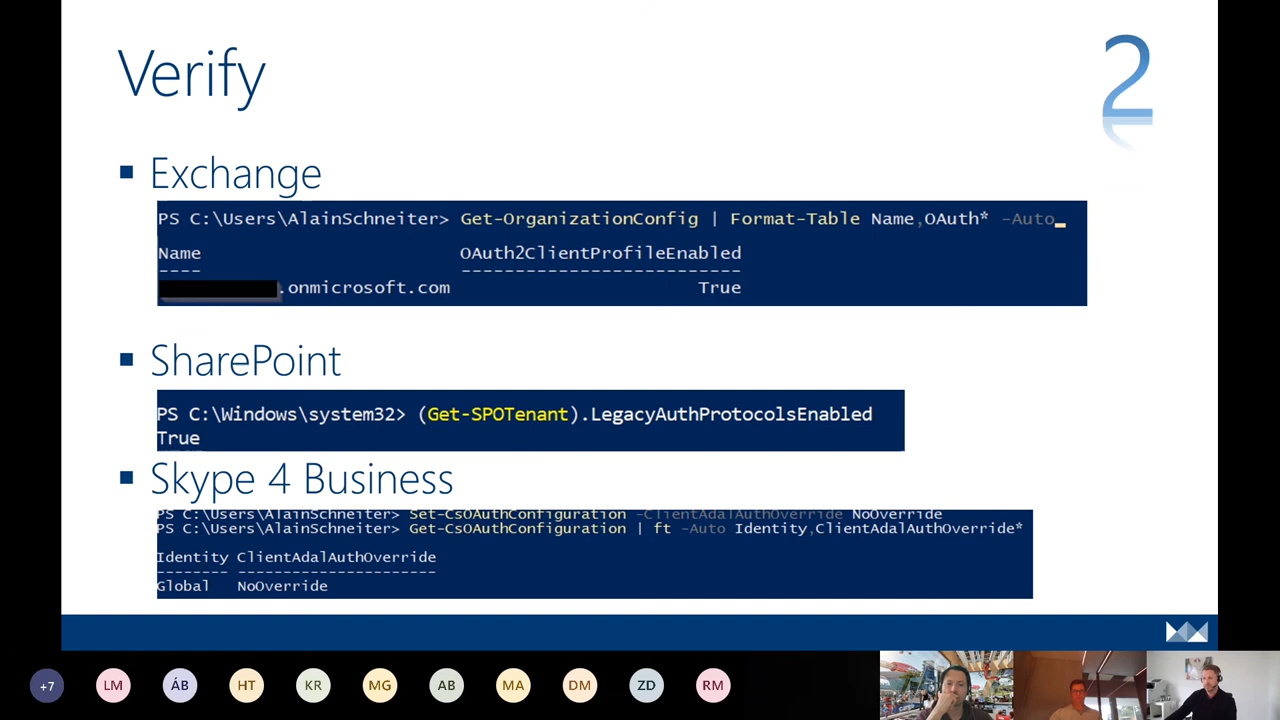 Verify
2
Exchange
PS C:\Users\AlainSchneiter> Get-OrganizationConfig | Format-Table Name,OAuth* -Auto_
Name OAuth2ClientProfileEnabled
---- --------------------------
.onmicrosoft.com True
SharePoint
PS C:\Windows\system32> (Get-SPOTenant).LegacyAuthProtocolsEnabled
True
Skype 4 Business
PS C:\Users\AlainSchneiter> Set-CsOAuthConfiguration -ClientAdalAuthOverride NoOverride
PS C:\Users\AlainSchneiter> Get-CsOAuthConfiguration | ft -Auto Identity,ClientAdalAuthOverride*
Identity ClientAdalAuthOverride
-------- ----------------------
Global NoOverride
+7 LM ÁB HT KR MG AB MA DM ZD RM